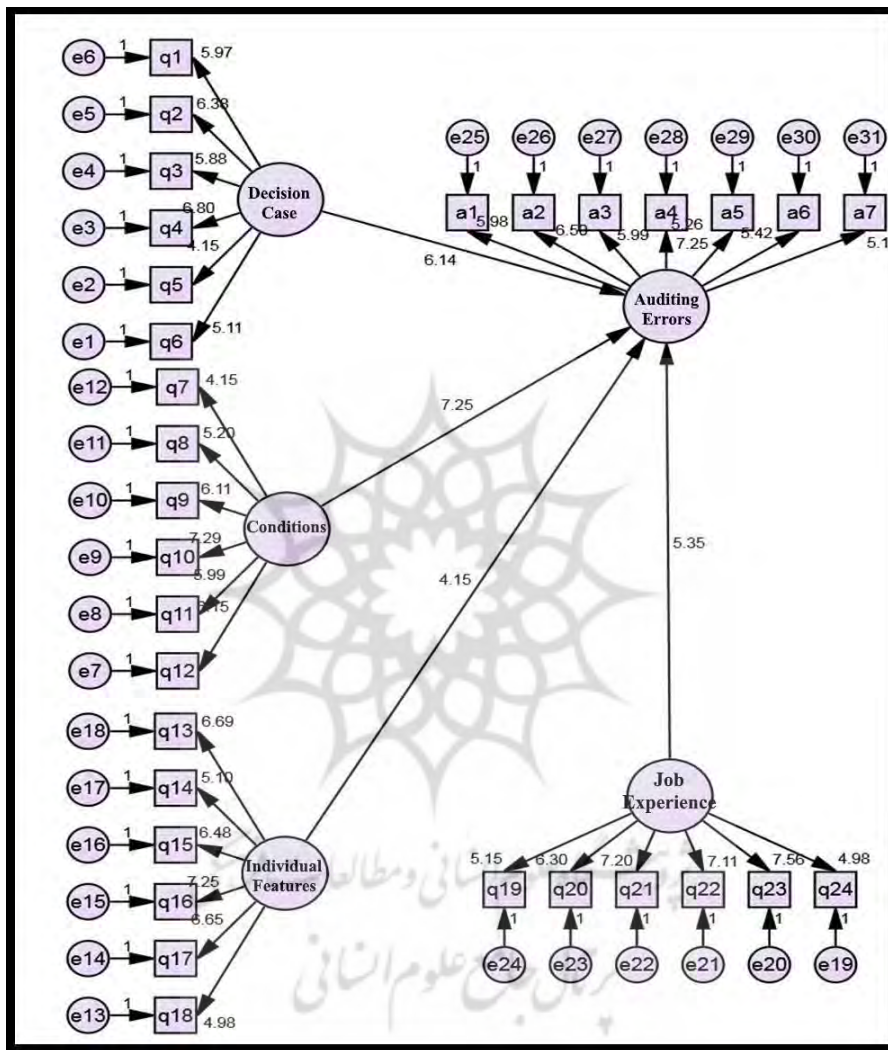 e6 1 q1 5.97
e5 1 q2 6.38
e4 1 q3 5.88
e3 1 q4 6.80
e2 1 q5 4.15
e1 1 q6 5.11
Decision
Case
6.14
e25 e26 e27 e28 e29 e30 e31
1 1 1 1 1 1 1
a1 a2 a3 a4 a5 a6 a7
5.98 6.50 5.99 5.26 7.25 5.42 5.1
Auditing
Errors
e12 1 q7 4.15
e11 1 q8 5.20
e10 1 q9 6.11
e9 1 q10 7.29
e8 1 q11 5.99
e7 1 q12
Conditions
7.25
4.15
5.35
e18 1 q13 6.69
e17 1 q14 5.10
e16 1 q15 6.48
e15 1 q16 7.25
e14 1 q17 6.65
e13 1 q18 4.98
Individual
Features
Job
Experience
5.15 6.30 7.20 7.11 7.56 4.98
q19 q20 q21 q22 q23 q24
1 1 1 1 1 1
e24 e23 e22 e21 e20 e19
پرتال جامع علوم انسانی